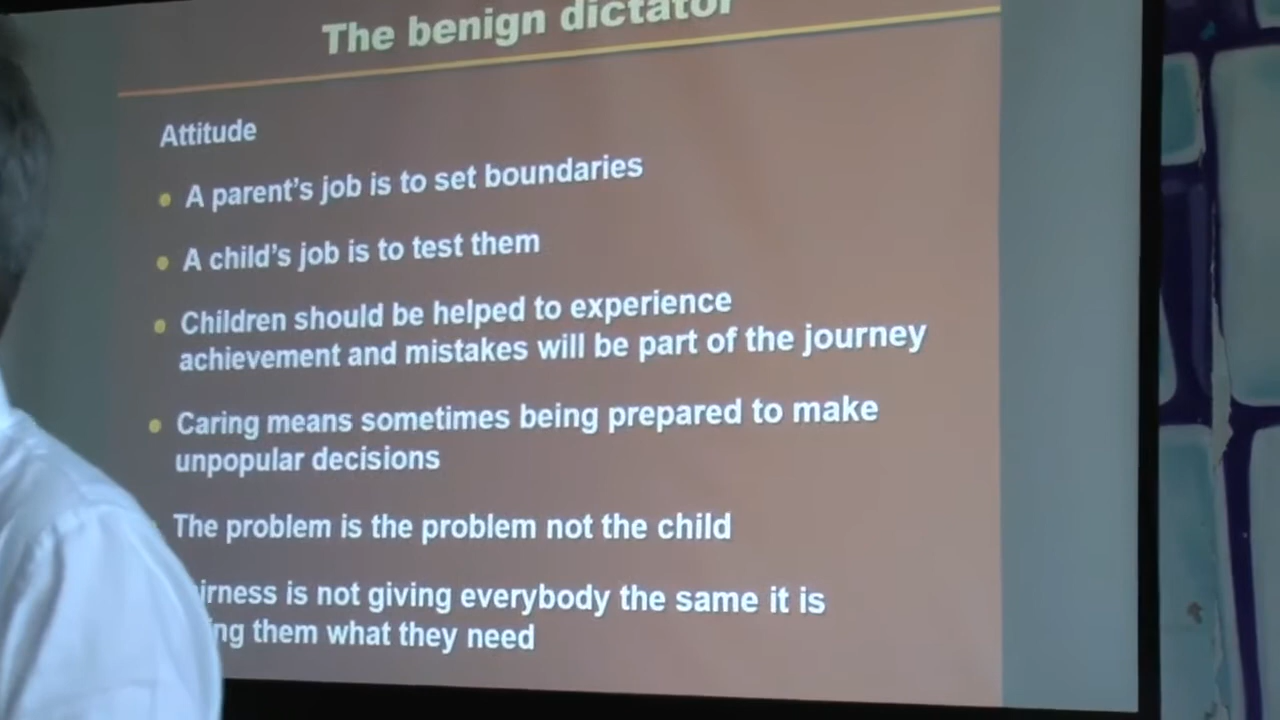 The benign dictator
Attitude
A parent's job is to set boundaries
A child's job is to test them
Children should be helped to experience
achievement and mistakes will be part of the journey
Caring means sometimes being prepared to make
unpopular decisions
The problem is the problem not the child
is not giving everybody the same it is
them what they need